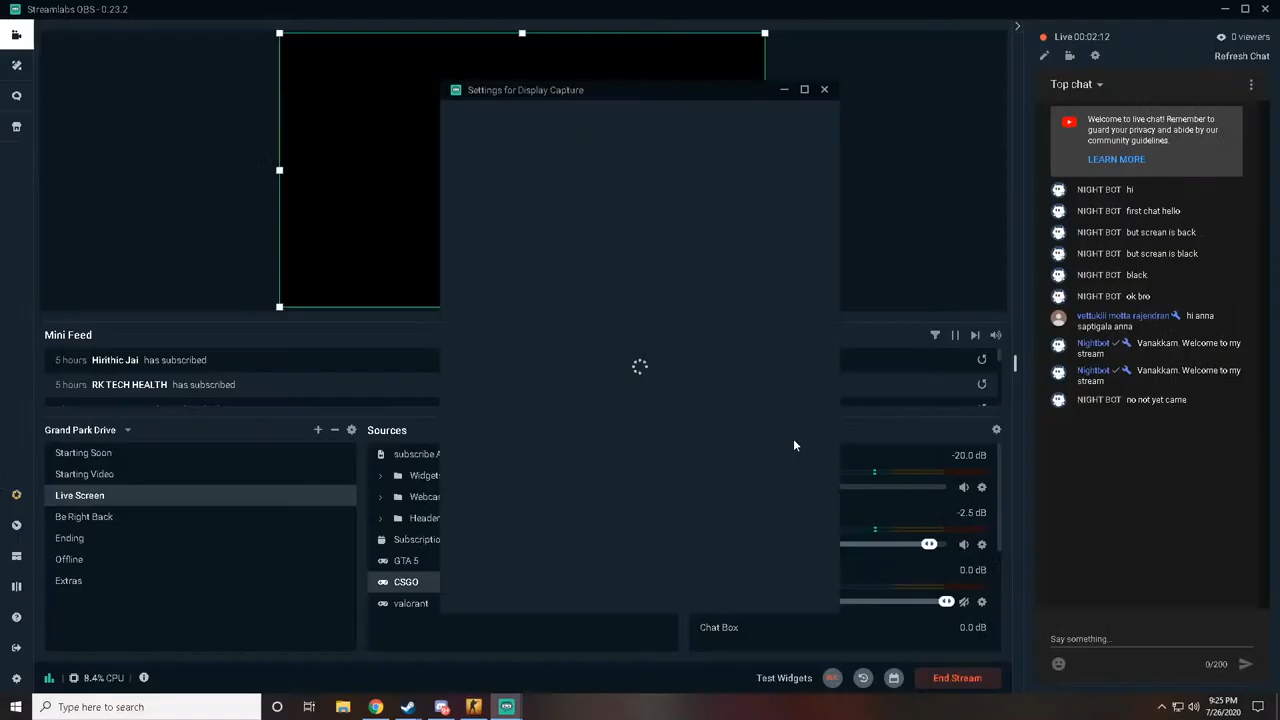 Streamlabs OBS - 0.23.2
Settings for Display Capture
Live 00:02:12
0 viewers
Refresh Chat
Top chat
Welcome to live chat! Remember to
guard your privacy and abide by our
community guidelines.
LEARN MORE
NIGHT BOT hi
NIGHT BOT first chat hello
NIGHT BOT but screan is back
NIGHT BOT but screan is black
NIGHT BOT black
NIGHT BOT ok bro
vettukili motta rajendran hi anna
saptigala anna
Nightbot Vanakkam. Welcome to my
stream
Nightbot Vanakkam. Welcome to my
stream
NIGHT BOT no not yet came
Say something...
0/200
Mini Feed
5 hours Hirithic Jai has subscribed
5 hours RK TECH HEALTH has subscribed
Grand Park Drive
Starting Soon
Starting Video
Live Screen
Be Right Back
Ending
Offline
Extras
Sources
subscribe A
Widget
Webca
Header
Subscriptio
GTA 5
CSGO
valorant
-20.0 dB
-2.5 dB
0.0 dB
Chat Box 0.0 dB
8.4% CPU
Test Widgets
REC
End Stream
Type here to search
9:25 PM
7/26/2020